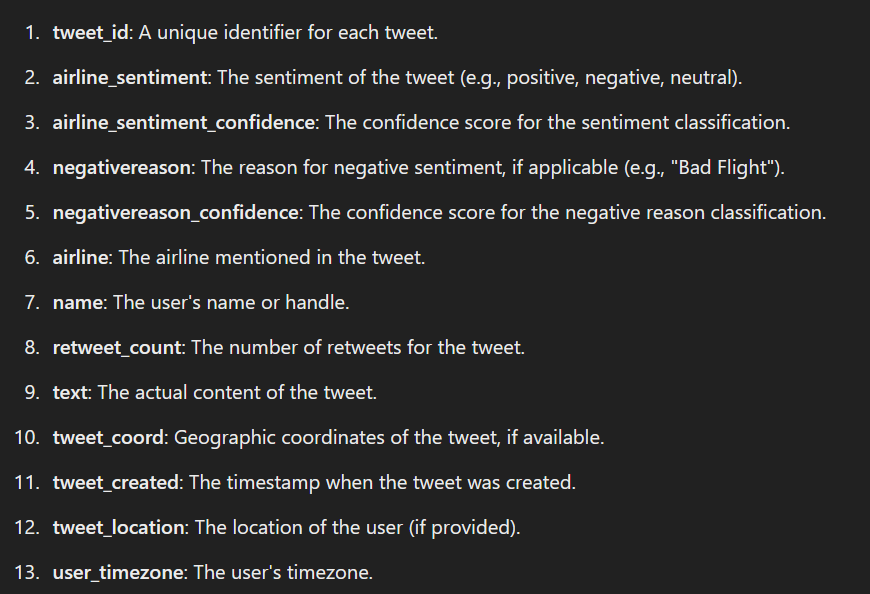 1. tweet_id: A unique identifier for each tweet.
2. airline_sentiment: The sentiment of the tweet (e.g., positive, negative, neutral).
3. airline_sentiment_confidence: The confidence score for the sentiment classification.
4. negativereason: The reason for negative sentiment, if applicable (e.g., "Bad Flight").
5. negativereason_confidence: The confidence score for the negative reason classification.
6. airline: The airline mentioned in the tweet.
7. name: The user's name or handle.
8. retweet_count: The number of retweets for the tweet.
9. text: The actual content of the tweet.
10. tweet_coord: Geographic coordinates of the tweet, if available.
11. tweet_created: The timestamp when the tweet was created.
12. tweet_location: The location of the user (if provided).
13. user_timezone: The user's timezone.